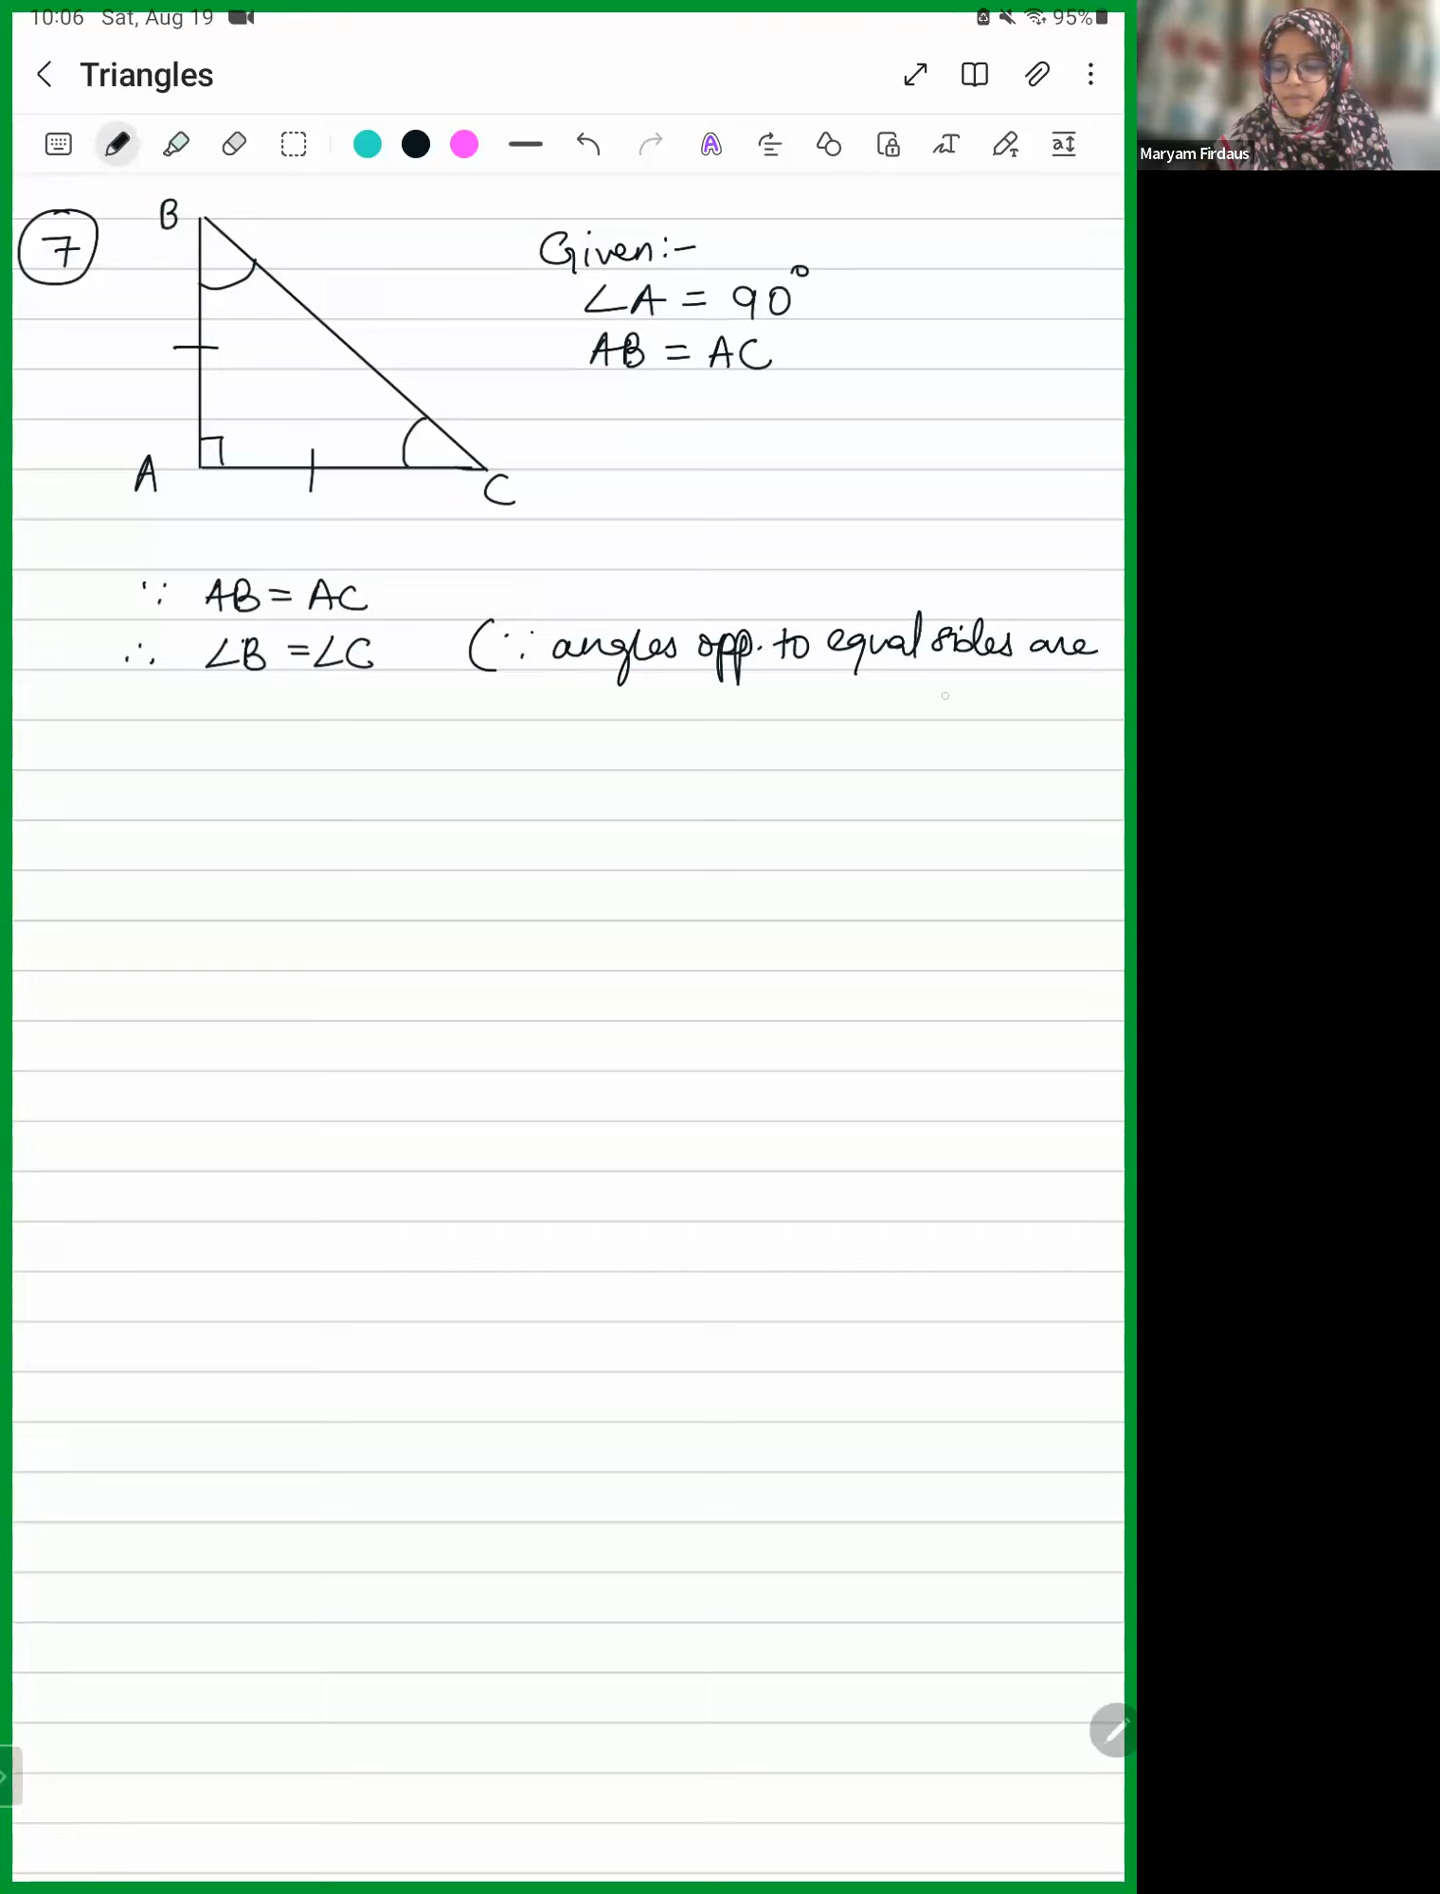 10:06 Sat, Aug 19 95%
Triangles
Maryam Firdaus
7
B
A
C
Given:-
∠A = 90°
AB = AC
∵ AB = AC
∴ ∠B = ∠C (∵ angles opp. to equal sides are